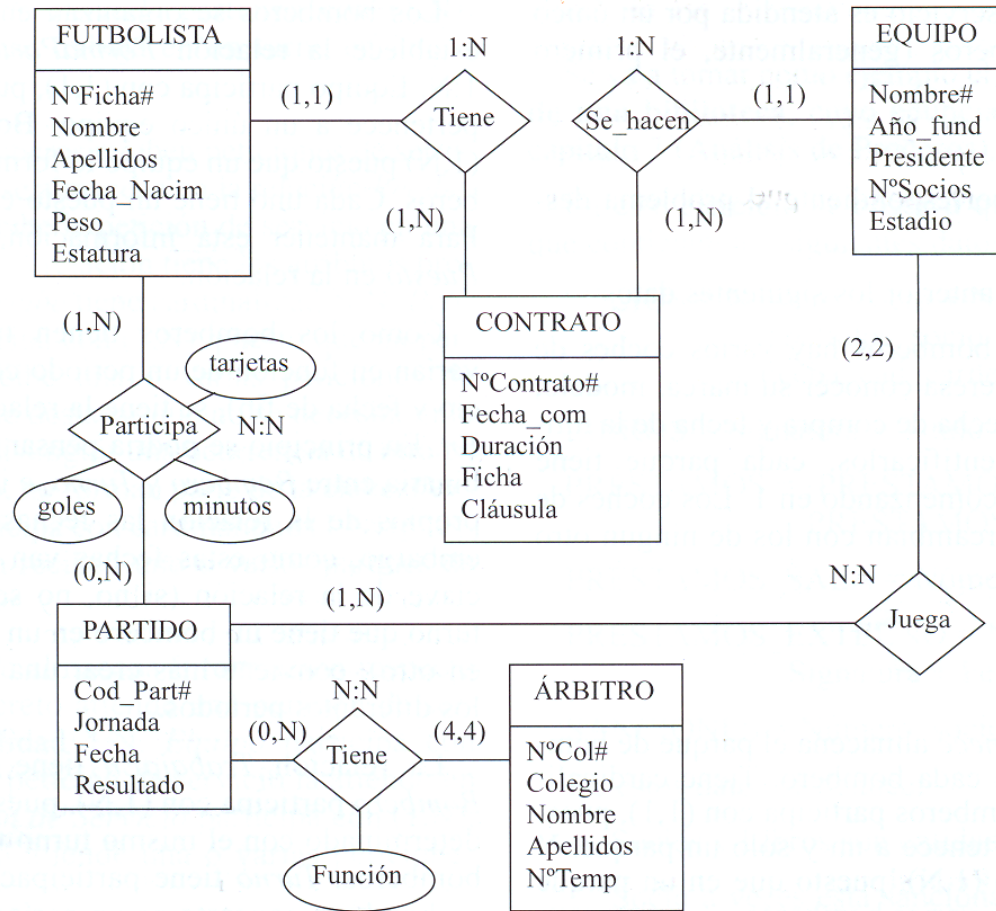 FUTBOLISTA
NºFicha#
Nombre
Apellidos
Fecha_Nacim
Peso
Estatura
(1,1)
1:N
Tiene
(1,N)
1:N
Se_hacen
(1,N)
(1,1)
EQUIPO
Nombre#
Año_fund
Presidente
NºSocios
Estadio
CONTRATO
NºContrato#
Fecha_com
Duración
Ficha
Cláusula
(1,N)
tarjetas
Participa
N:N
goles
minutos
(0,N)
(2,2)
N:N
Juega
(1,N)
PARTIDO
Cod_Part#
Jornada
Fecha
Resultado
(0,N)
N:N
Tiene
(4,4)
Función
ÁRBITRO
NºCol#
Colegio
Nombre
Apellidos
NºTemp